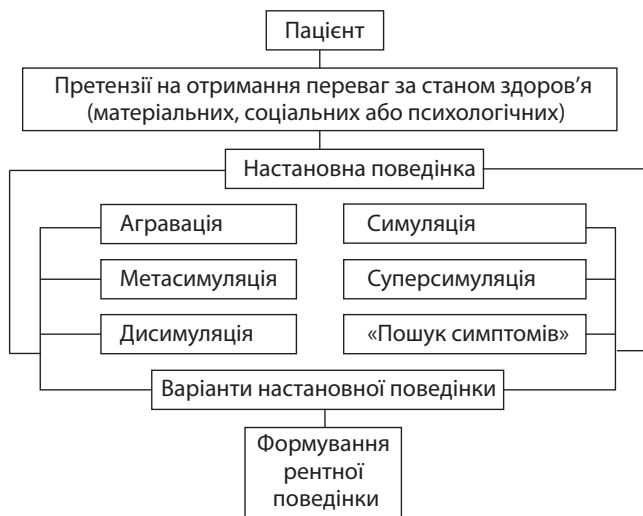 Пацієнт
Претензії на отримання переваг за станом здоров’я
(матеріальних, соціальних або психологічних)
Настановна поведінка
Агравація
Симуляція
Метасимуляція
Суперсимуляція
Дисимуляція
«Пошук симптомів»
Варіанти настановної поведінки
Формування
рентної
поведінки